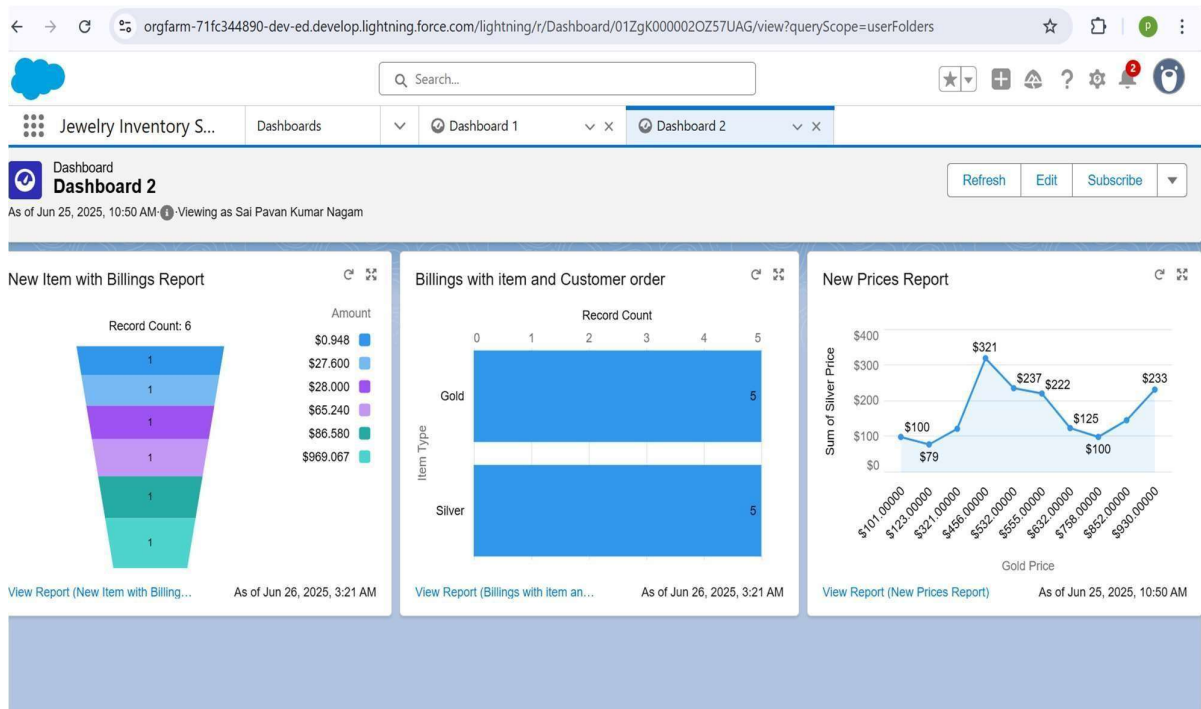 orgfarm-71fc344890-dev-ed.develop.lightning.force.com/lightning/r/Dashboard/01ZgK000002OZ57UAG/view?queryScope=userFolders
p
Search...
2
Jewelry Inventory S...
Dashboards
Dashboard 1
Dashboard 2
Dashboard
Dashboard 2
Refresh
Edit
Subscribe
As of Jun 25, 2025, 10:50 AM·Viewing as Sai Pavan Kumar Nagam
New Item with Billings Report
Record Count: 6
Amount
$0.948
$27.600
$28.000
$65.240
$86.580
$969.067
1
1
1
1
1
1
View Report (New Item with Billing...
As of Jun 26, 2025, 3:21 AM
Billings with item and Customer order
Record Count
0 1 2 3 4 5
Item Type
Gold
5
Silver
5
View Report (Billings with item an...
As of Jun 26, 2025, 3:21 AM
New Prices Report
Sum of Silver Price
$400
$300
$200
$100
$0
$100
$79
$321
$237
$222
$125
$100
$233
$101.00000
$123.00000
$321.00000
$456.00000
$532.00000
$555.00000
$632.00000
$758.00000
$852.00000
$930.00000
Gold Price
View Report (New Prices Report)
As of Jun 25, 2025, 10:50 AM